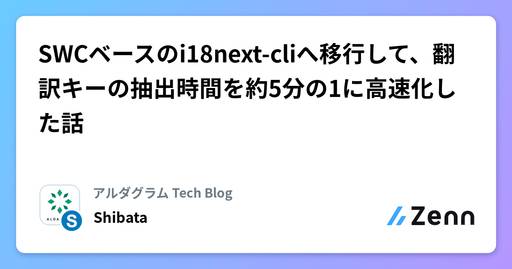 SWCベースのi18next-cliへ移行して、翻
訳キーの抽出時間を約5分の1に高速化し
た話
アルダグラム Tech Blog
Shibata
S
Zenn